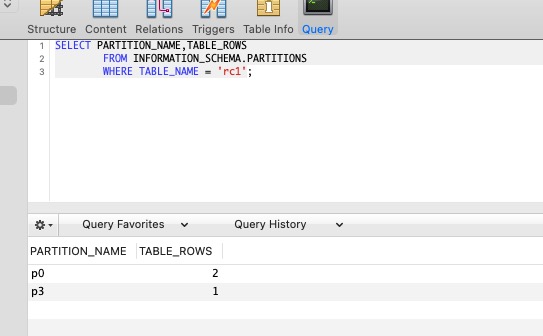 Structure Content Relations Triggers Table Info Query
1 SELECT PARTITION_NAME,TABLE_ROWS
2 FROM INFORMATION_SCHEMA.PARTITIONS
3 WHERE TABLE_NAME = 'rc1';
Query Favorites Query History
PARTITION_NAME TABLE_ROWS
p0 2
p3 1